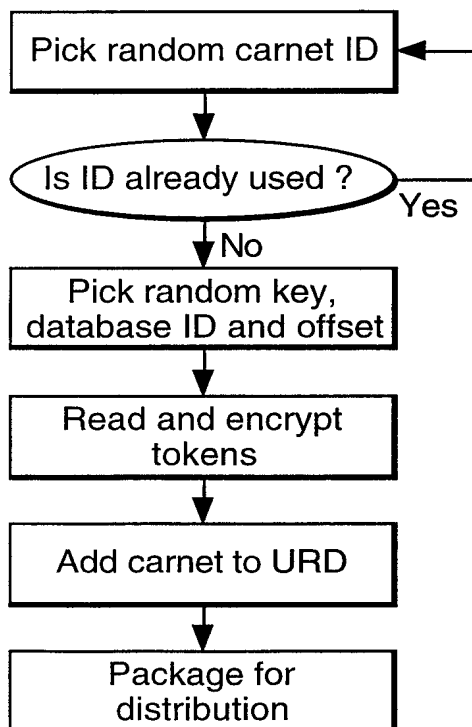 Pick random carnet ID
Is ID already used ?
Yes
No
Pick random key,
database ID and offset
Read and encrypt
tokens
Add carnet to URD
Package for
distribution